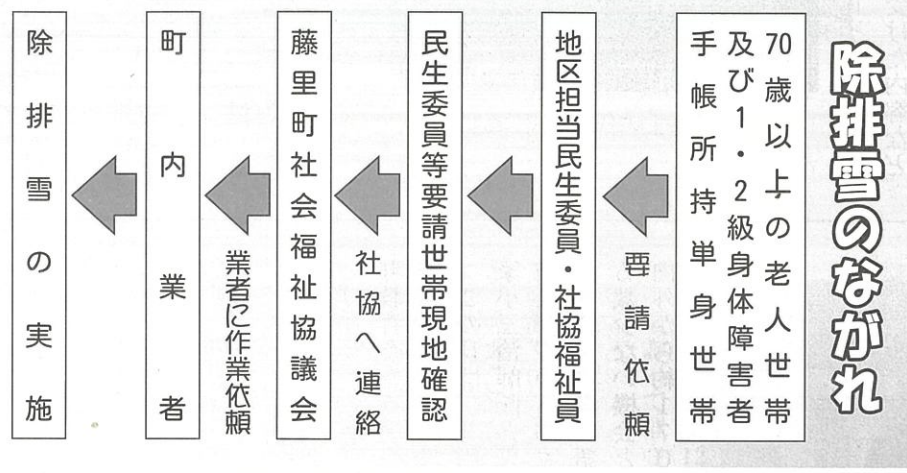 除排雪のながれ
70歳以上の老人世帯
及び1・2級身体障害者
手帳所持単身世帯
要請依頼
地区担当民生委員・社協福祉員
民生委員等要請世帯現地確認
社協へ連絡
藤里町社会福祉協議会
業者に作業依頼
町内業者
除排雪の実施